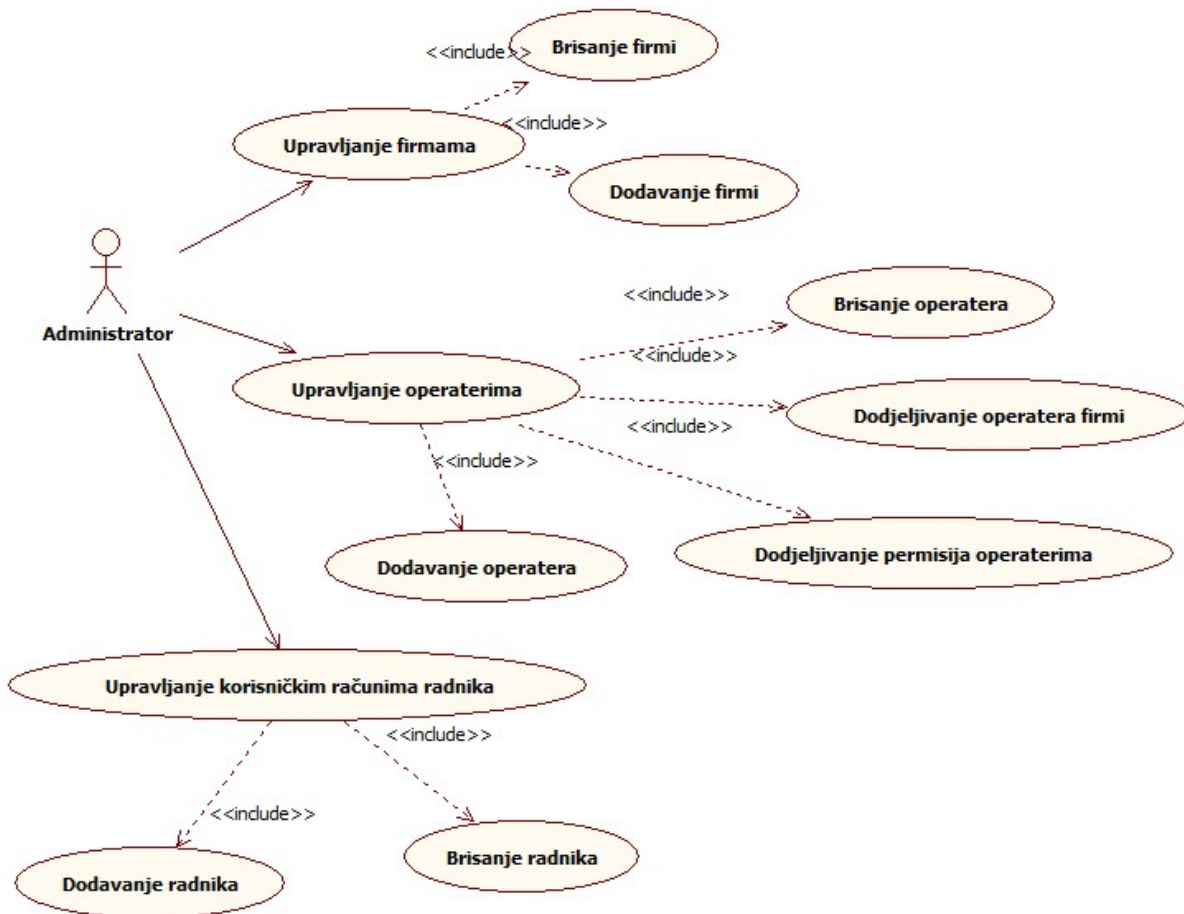 Brisanje firmi
<<include>>
<<include>>
Upravljanje firmama
Dodavanje firmi
Administrator
<<include>>
Brisanje operatera
<<include>>
Upravljanje operaterima
Dodjeljivanje operatera firmi
<<include>>
<<include>>
Dodavanje operatera
Dodjeljivanje permisija operaterima
Upravljanje korisničkim računima radnika
<<include>>
<<include>>
Brisanje radnika
Dodavanje radnika